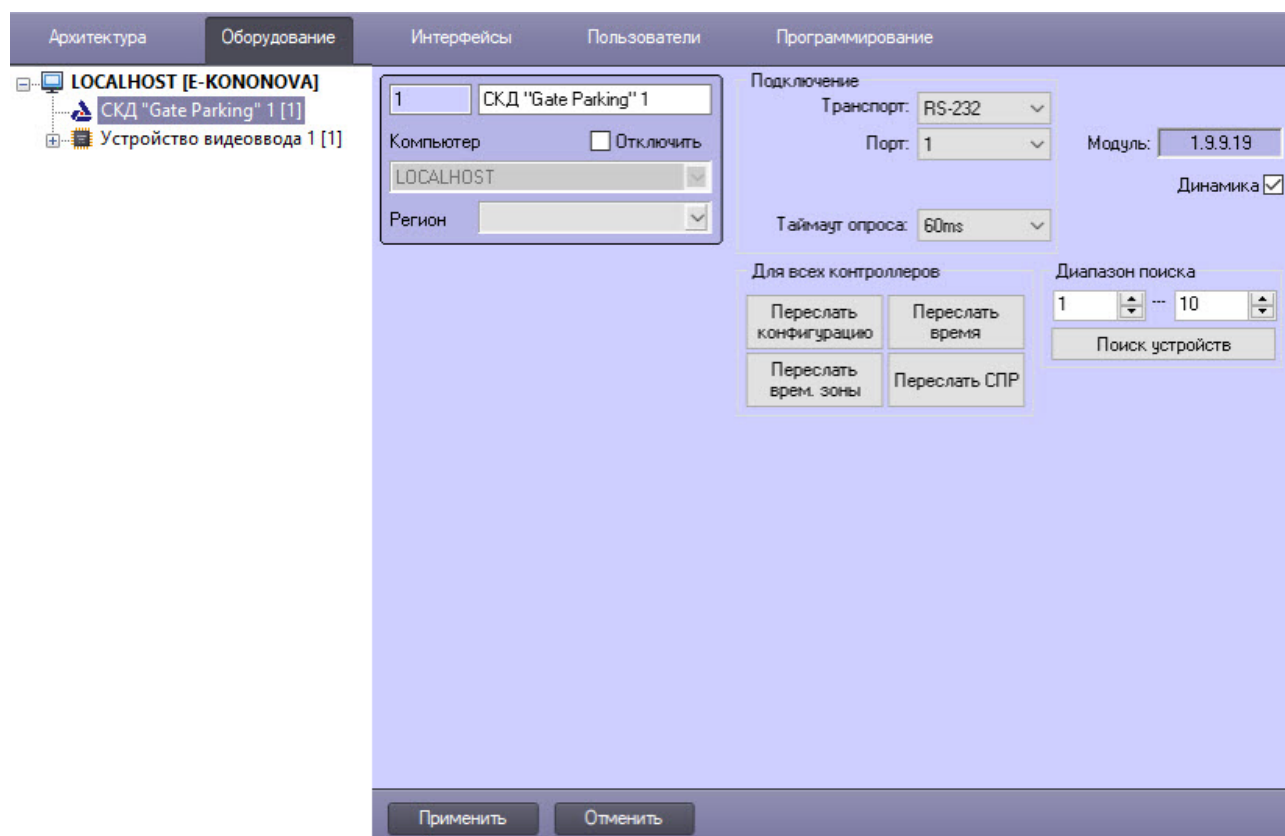 Архитектура Оборудование Интерфейсы Пользователи Программирование
LOCALHOST [E-KONONOVA]
СКД "Gate Parking" 1 [1]
Устройство видеоввода 1 [1]
1 СКД "Gate Parking" 1
Компьютер Отключить
LOCALHOST
Регион
Подключение
Транспорт: RS-232
Порт: 1
Таймаут опроса: 60ms
Модуль: 1.9.9.19
Динамика
Для всех контроллеров
Переслать
конфигурацию
Переслать
время
Переслать
врем. зоны
Переслать СПР
Диапазон поиска
1 ... 10
Поиск устройств
Применить Отменить